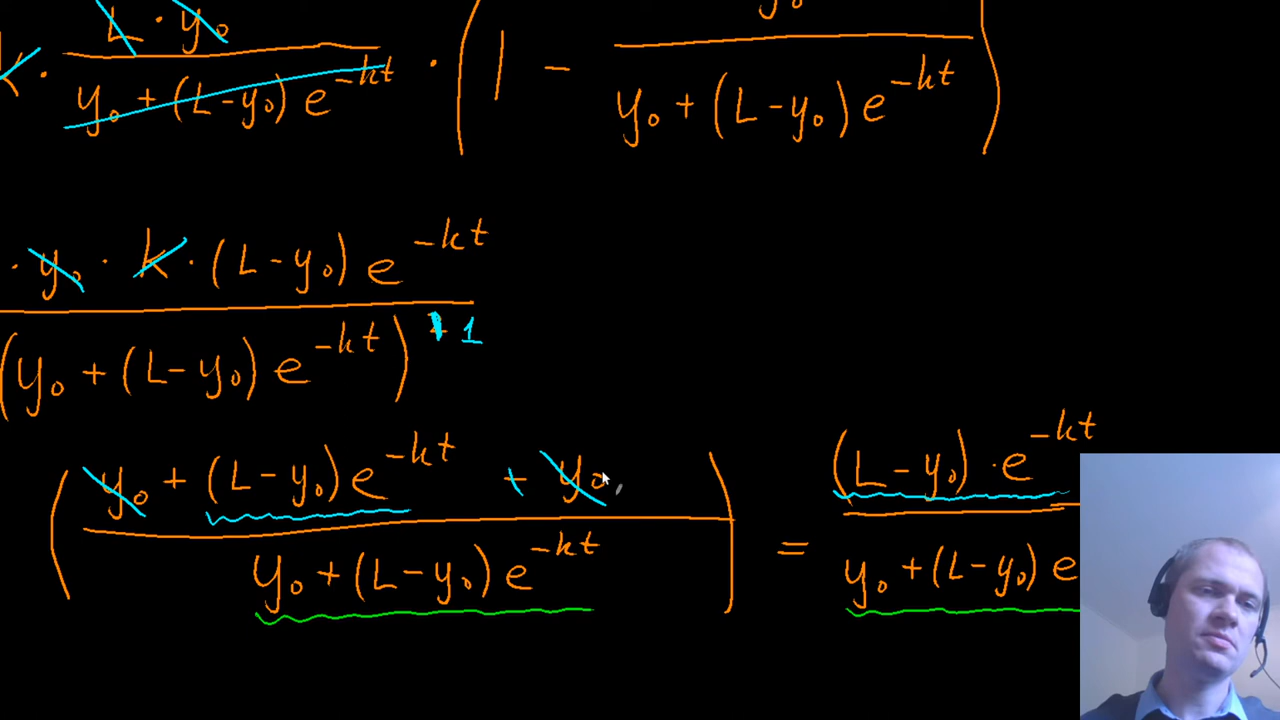 k · L · y₀ / (y₀ + (L-y₀) e^{-kt}) · (1 - y₀ / (y₀ + (L-y₀) e^{-kt}))
· y₀ · k · (L-y₀) e^{-kt} / (y₀ + (L-y₀) e^{-kt})^1
((y₀ + (L-y₀) e^{-kt} + y₀) / (y₀ + (L-y₀) e^{-kt})) = (L-y₀) · e^{-kt} / (y₀ + (L-y₀) e